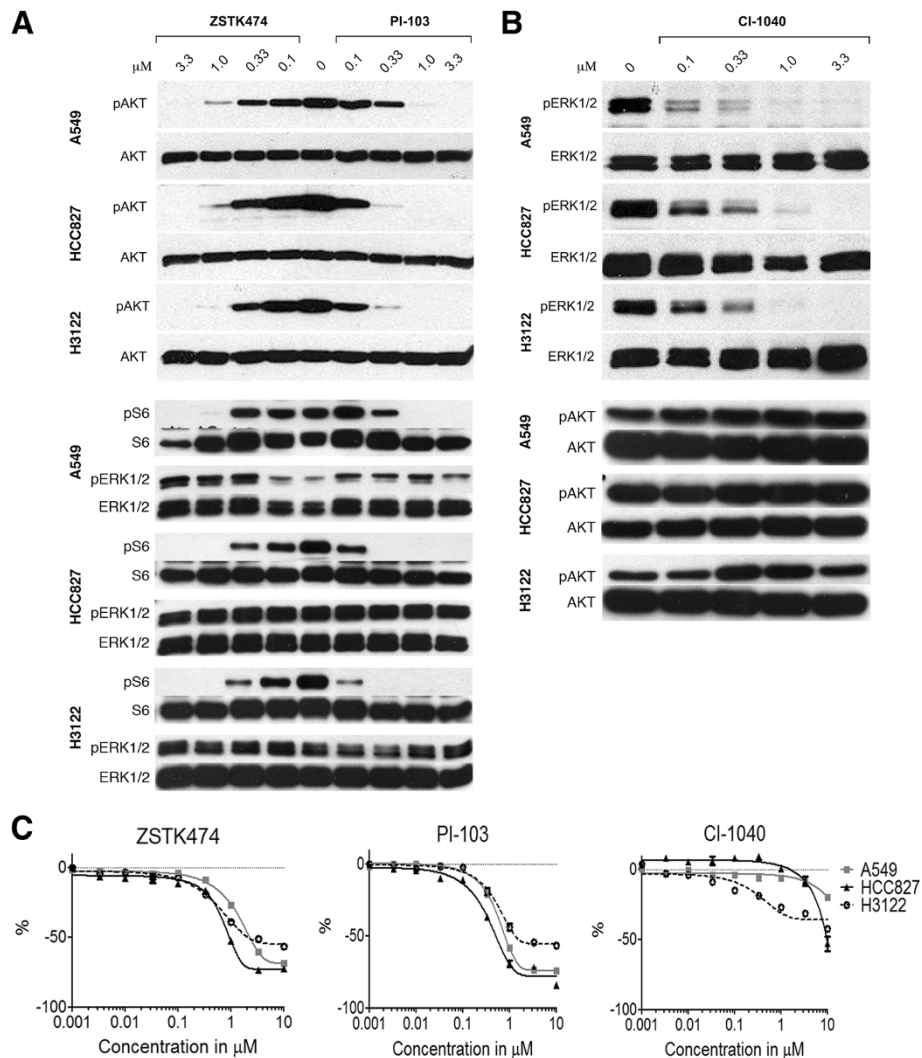 A
ZSTK474 PI-103
µM 3.3 1.0 0.33 0.1 0 0.1 0.33 1.0 3.3
A549
pAKT
AKT
HCC827
pAKT
AKT
H3122
pAKT
AKT
A549
pS6
S6
pERK1/2
ERK1/2
HCC827
pS6
S6
pERK1/2
ERK1/2
H3122
pS6
S6
pERK1/2
ERK1/2
B
CI-1040
µM 0 0.1 0.33 1.0 3.3
A549
pERK1/2
ERK1/2
HCC827
pERK1/2
ERK1/2
H3122
pERK1/2
ERK1/2
A549
pAKT
AKT
HCC827
pAKT
AKT
H3122
pAKT
AKT
C
ZSTK474
0
-50
-100
%
0.001 0.01 0.1 1 10
Concentration in µM
PI-103
0
-50
-100
%
0.001 0.01 0.1 1 10
Concentration in µM
CI-1040
0
-50
-100
%
0.001 0.01 0.1 1 10
Concentration in µM
A549
HCC827
H3122